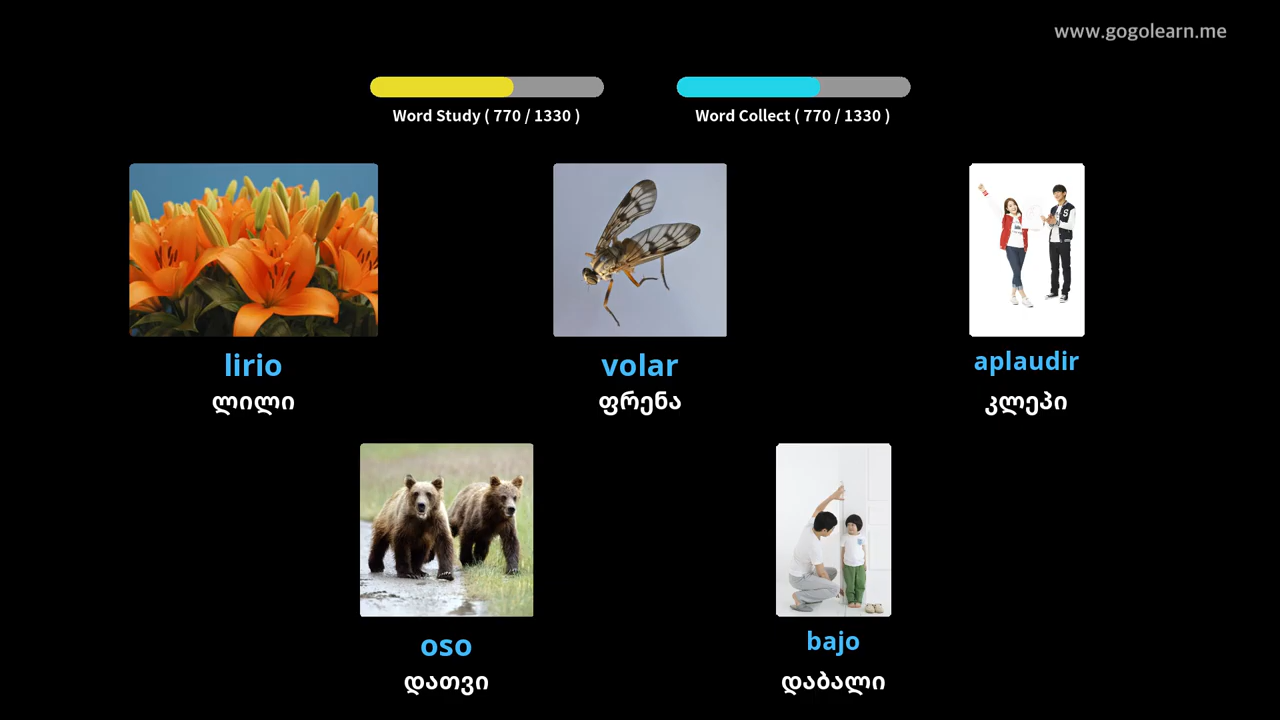 www.gogolearn.me
Word Study ( 770 / 1330 )
Word Collect ( 770 / 1330 )
lirio
ლილი
volar
ფრენა
aplaudir
კლეპი
oso
დათვი
bajo
დაბალი